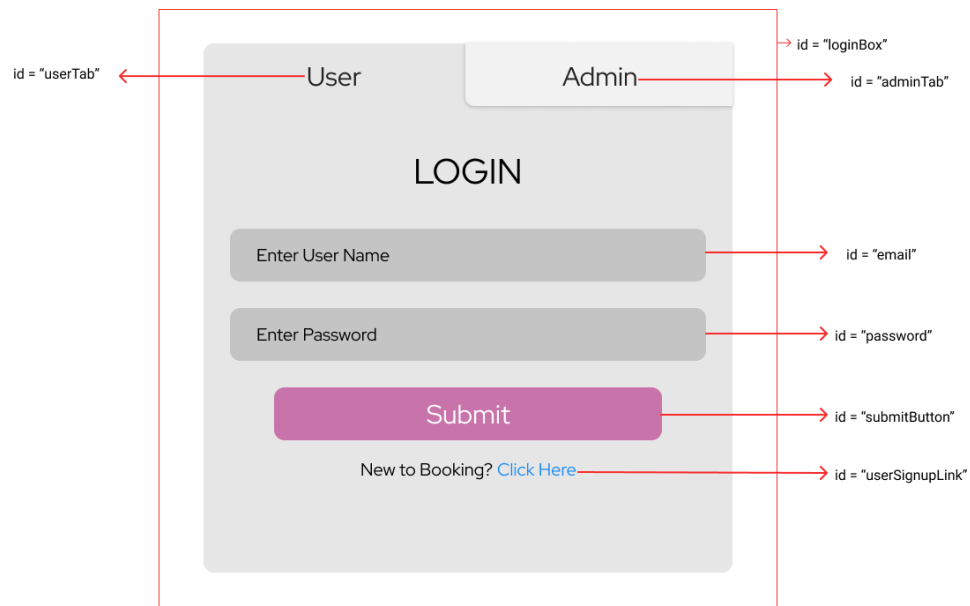 id = “loginBox”
User
Admin
id = “userTab”
id = “adminTab”
LOGIN
Enter User Name
id = “email”
Enter Password
id = “password”
Submit
id = “submitButton”
New to Booking? Click Here
id = “userSignupLink”